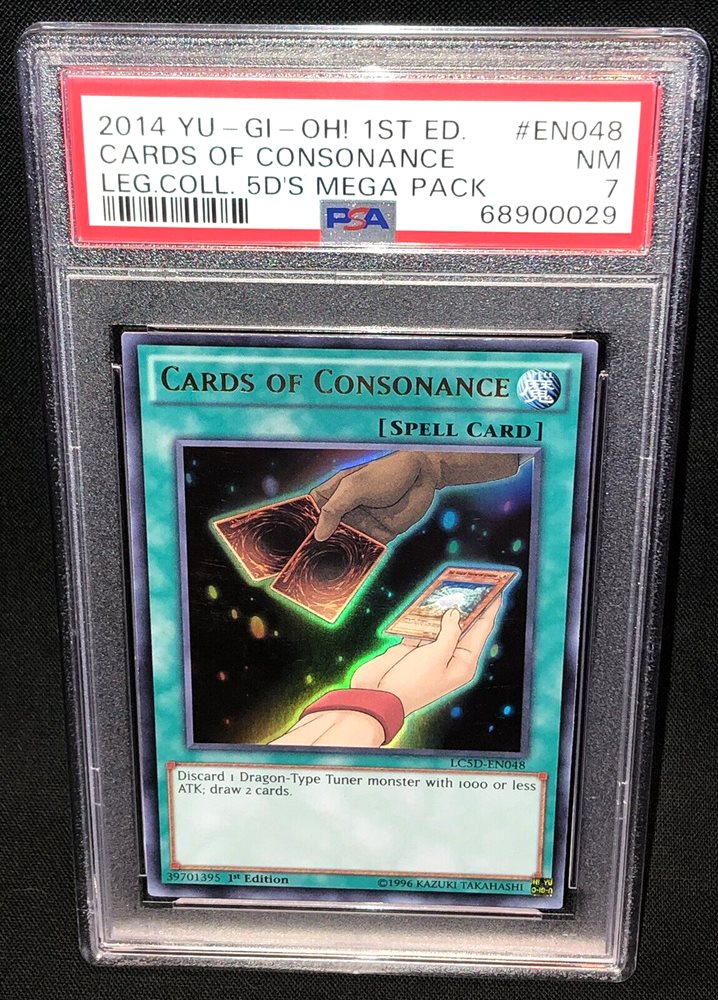 2014 YU-GI-OH! 1ST ED. #EN048
CARDS OF CONSONANCE NM
LEG.COLL. 5D'S MEGA PACK 7
PSA 68900029
CARDS OF CONSONANCE
[SPELL CARD]
LC5D-EN048
Discard 1 Dragon-Type Tuner monster with 1000 or less
ATK; draw 2 cards.
39701395 1st Edition ©1996 KAZUKI TAKAHASHI